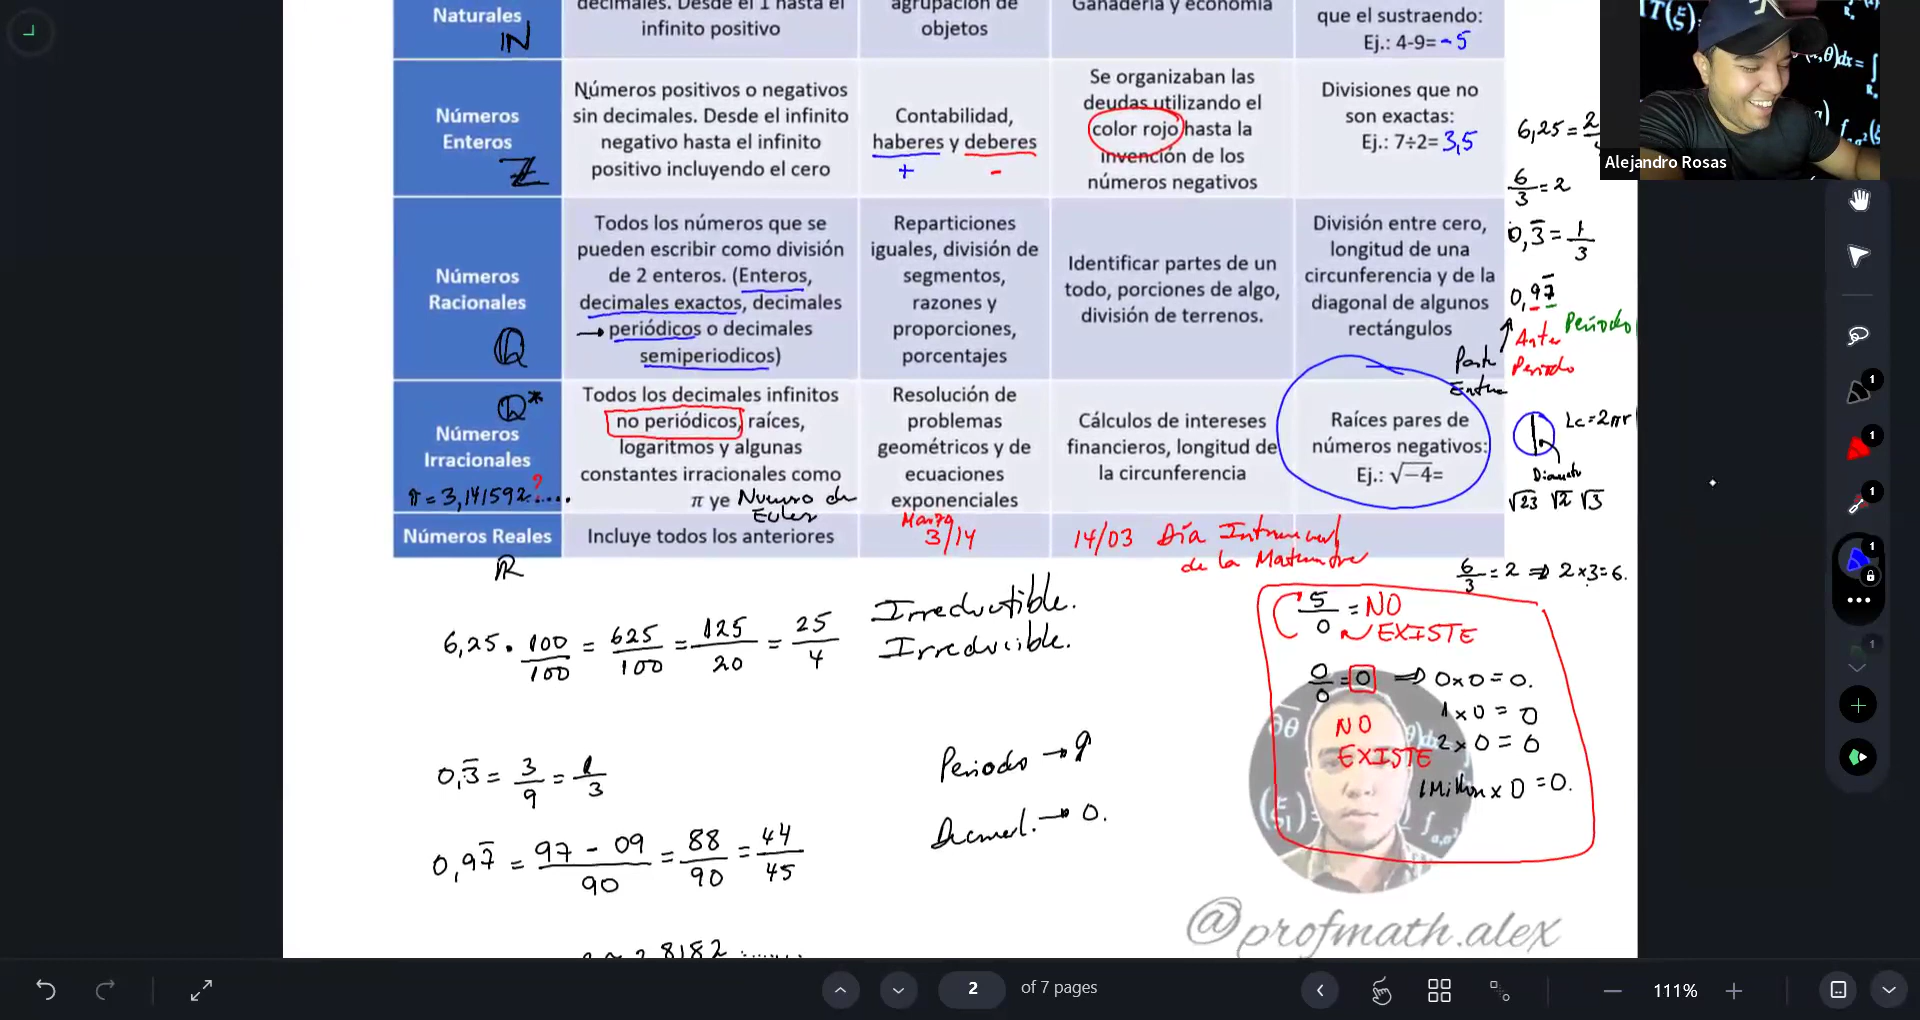 Naturales
IN
decimales. Desde el 1 hasta el
infinito positivo
agrupación de
objetos
Ganadería y economía
que el sustraendo:
Ej.: 4-9= -5
Números
Enteros
Z
Números positivos o negativos
sin decimales. Desde el infinito
negativo hasta el infinito
positivo incluyendo el cero
Contabilidad,
haberes y deberes
+ -
Se organizaban las
deudas utilizando el
color rojo hasta la
invención de los
números negativos
Divisiones que no
son exactas:
Ej.: 7÷2= 3,5
Números
Racionales
Q
Todos los números que se
pueden escribir como división
de 2 enteros. (Enteros,
decimales exactos, decimales
periódicos o decimales
semiperiodicos)
Reparticiones
iguales, división de
segmentos,
razones y
proporciones,
porcentajes
Identificar partes de un
todo, porciones de algo,
división de terrenos.
División entre cero,
longitud de una
circunferencia y de la
diagonal de algunos
rectángulos
Q*
Números
Irracionales
π = 3,141592?....
Todos los decimales infinitos
no periódicos, raíces,
logaritmos y algunas
constantes irracionales como
π y e Numero de
Euler
Resolución de
problemas
geométricos y de
ecuaciones
exponenciales
Cálculos de intereses
financieros, longitud de
la circunferencia
Raíces pares de
números negativos:
Ej.: √-4=
Números Reales
R
Incluye todos los anteriores
3/14
14/03 Día
de la
6,25 = 2
6/3 = 2
0,3̅ = 1/3
0,97̅
Ante Periodo
Periodo
Parte
Lc = 2πr
√23 √2 √3
6/3 = 2 ⇒ 2×3=6.
6,25 · 100/100 = 625/100 = 125/20 = 25/4
Irreductible.
Irreducible.
5/0 = NO
EXISTE
0/0 = 0 ⇒ 0×0=0.
NO
EXISTE
1×0 = 0
2×0 = 0
1 Millon × 0 = 0.
0,3̅ = 3/9 = 1/3
Periodo → 9
0,97̅ = 97 - 09/90 = 88/90 = 44/45
→ 0.
@profmath.alex
Alejandro Rosas
2 of 7 pages
111%